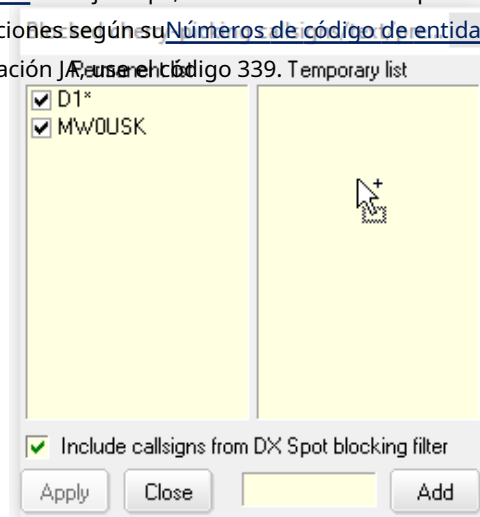 ciones según su Números de código de entida
ación JA, use el código 339. Temporary list
D1*
MW0USK
Include callsigns from DX Spot blocking filter
Apply Close Add